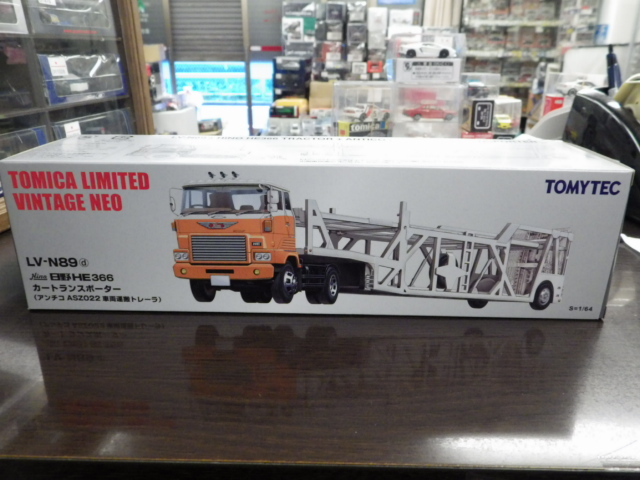 TOMICA LIMITED
VINTAGE NEO
TOMYTEC
LV-N89 d
Hino 日野HE366
カートランスポーター
(アンチコ ASZ022 車両運搬トレーラ)
S=1/64